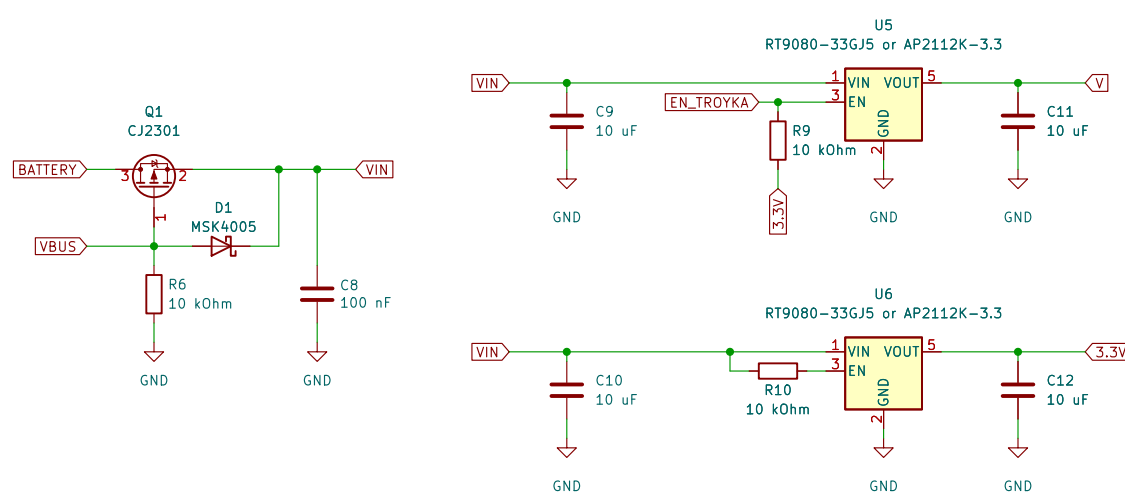 Q1
CJ2301
BATTERY
3
2
VIN
1
D1
MSK4005
VBUS
R6
10 kOhm
C8
100 nF
GND
GND
U5
RT9080-33GJ5 or AP2112K-3.3
VIN
1
VIN
VOUT
5
V
EN_TROYKA
3
EN
C9
10 uF
R9
10 kOhm
GND
2
C11
10 uF
3.3V
GND
GND
GND
U6
RT9080-33GJ5 or AP2112K-3.3
VIN
1
VIN
VOUT
5
3.3V
3
EN
C10
10 uF
R10
10 kOhm
GND
2
C12
10 uF
GND
GND
GND